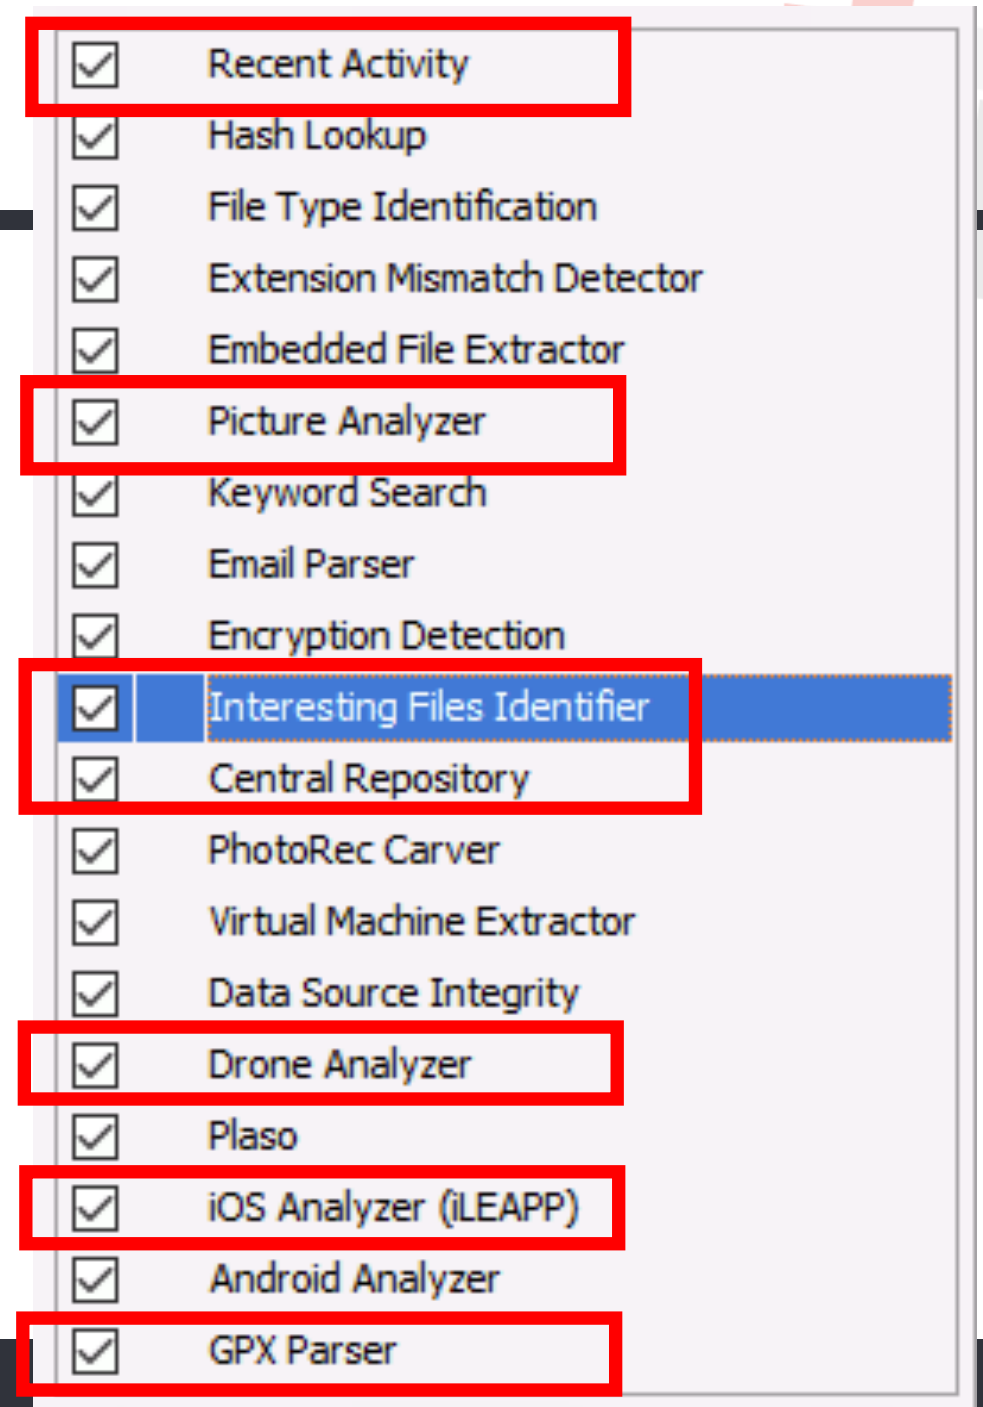 Recent Activity
Hash Lookup
File Type Identification
Extension Mismatch Detector
Embedded File Extractor
Picture Analyzer
Keyword Search
Email Parser
Encryption Detection
Interesting Files Identifier
Central Repository
PhotoRec Carver
Virtual Machine Extractor
Data Source Integrity
Drone Analyzer
Plaso
iOS Analyzer (iLEAPP)
Android Analyzer
GPX Parser